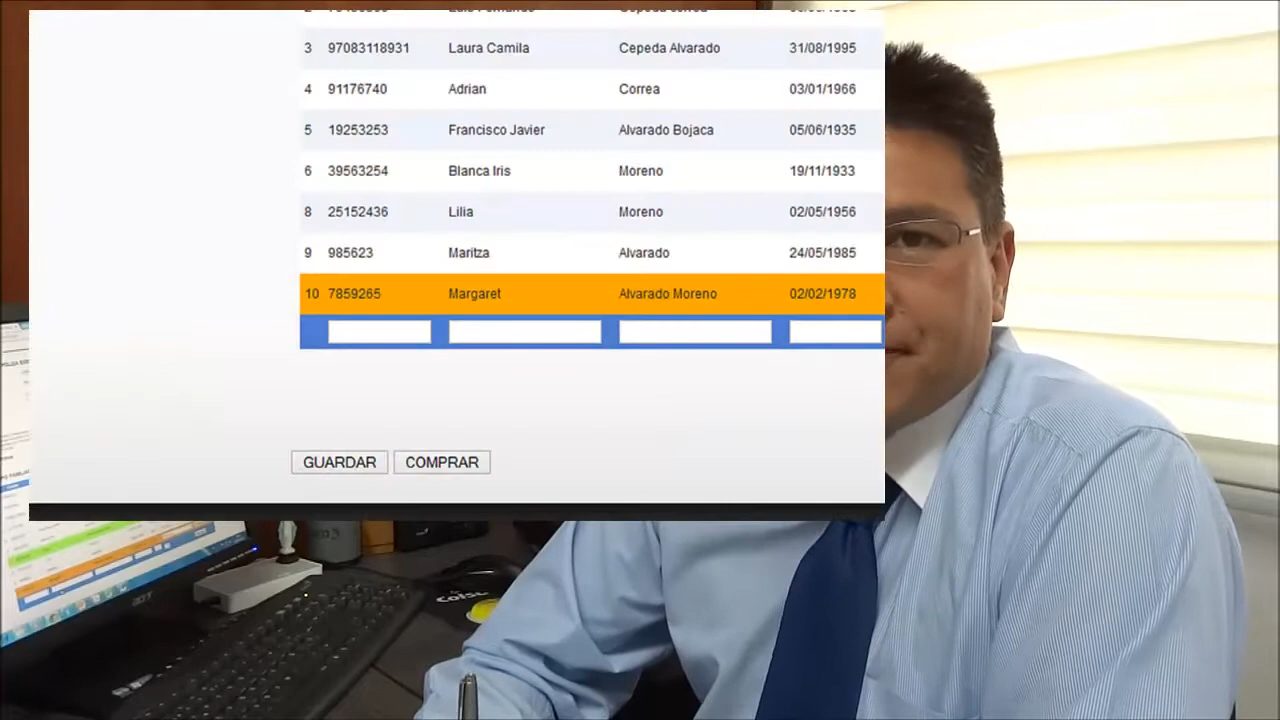 3 97083118931 Laura Camila Cepeda Alvarado 31/08/1995
4 91176740 Adrian Correa 03/01/1966
5 19253253 Francisco Javier Alvarado Bojaca 05/06/1935
6 39563254 Blanca Iris Moreno 19/11/1933
8 25152436 Lilia Moreno 02/05/1956
9 985623 Maritza Alvarado 24/05/1985
10 7859265 Margaret Alvarado Moreno 02/02/1978
GUARDAR COMPRAR
acer